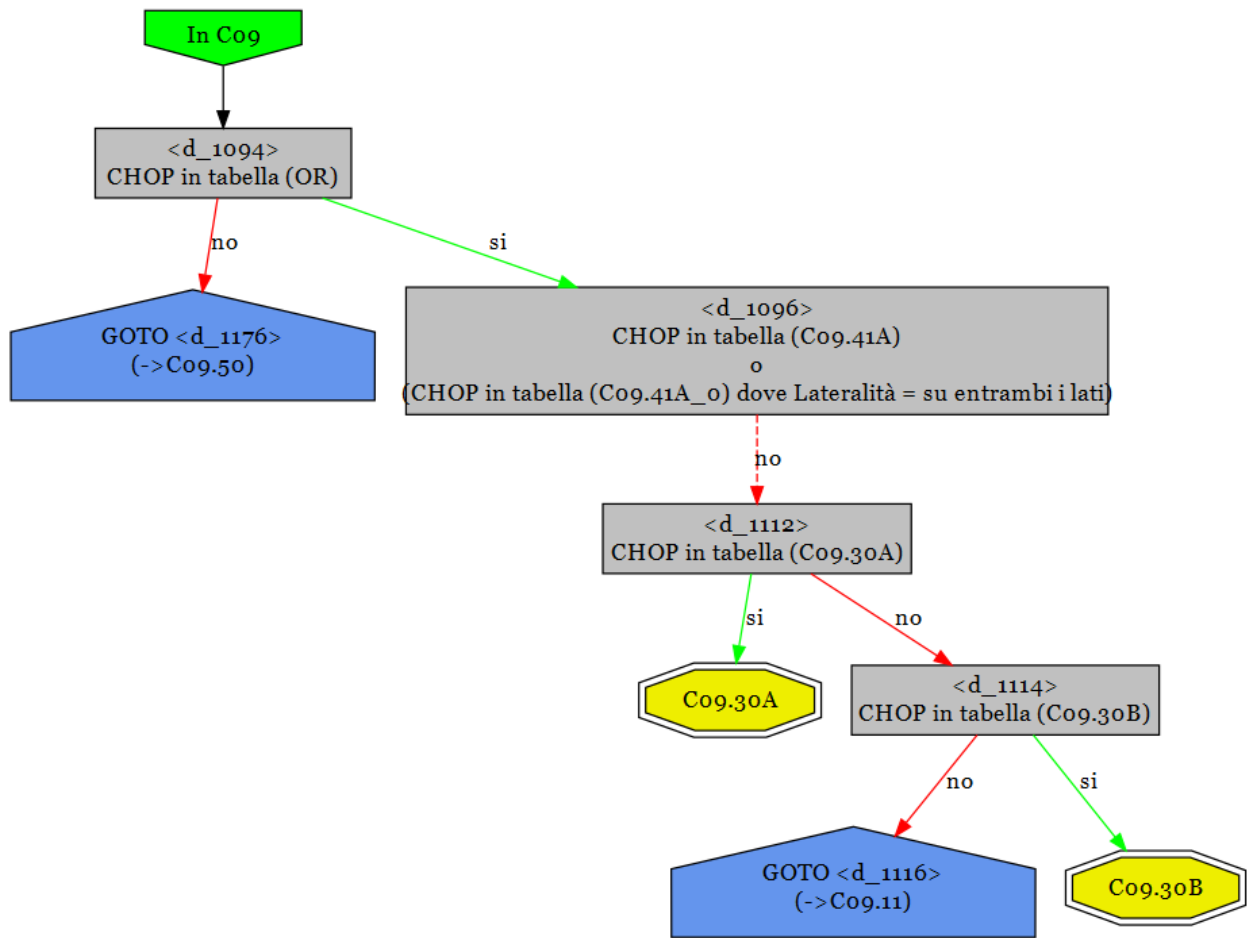 In C09
<d_1094>
CHOP in tabella (OR)
no
si
GOTO <d_1176>
(->C09.50)
<d_1096>
CHOP in tabella (C09.41A)
o
(CHOP in tabella (C09.41A_0) dove Lateralità = su entrambi i lati)
no
<d_1112>
CHOP in tabella (C09.30A)
si
no
C09.30A
<d_1114>
CHOP in tabella (C09.30B)
no
si
GOTO <d_1116>
(->C09.11)
C09.30B